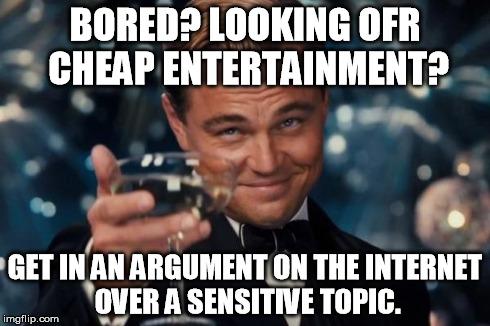 BORED? LOOKING OFR
CHEAP ENTERTAINMENT?
GET IN AN ARGUMENT ON THE INTERNET
OVER A SENSITIVE TOPIC.
imgflip.com